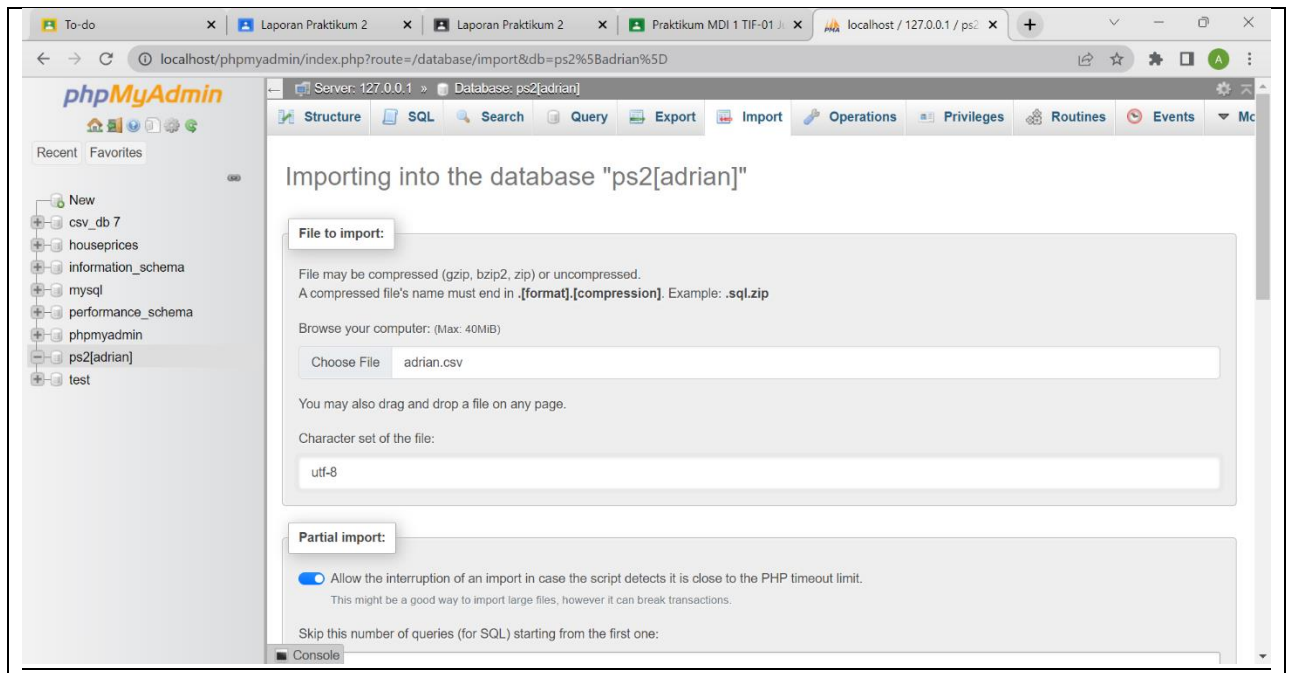 To-do
Laporan Praktikum 2
Laporan Praktikum 2
Praktikum MDI 1 TIF-01
localhost / 127.0.0.1 / ps2
localhost/phpmyadmin/index.php?route=/database/import&db=ps2%5Badrian%5D
A
phpMyAdmin
Recent Favorites
New
csv_db 7
houseprices
information_schema
mysql
performance_schema
phpmyadmin
ps2[adrian]
test
Server: 127.0.0.1 » Database: ps2[adrian]
Structure SQL Search Query Export Import Operations Privileges Routines Events
Importing into the database "ps2[adrian]"
File to import:
File may be compressed (gzip, bzip2, zip) or uncompressed.
A compressed file's name must end in .[format].[compression]. Example: .sql.zip
Browse your computer: (Max: 40MiB)
Choose File adrian.csv
You may also drag and drop a file on any page.
Character set of the file:
utf-8
Partial import:
Allow the interruption of an import in case the script detects it is close to the PHP timeout limit.
This might be a good way to import large files, however it can break transactions.
Skip this number of queries (for SQL) starting from the first one:
Console